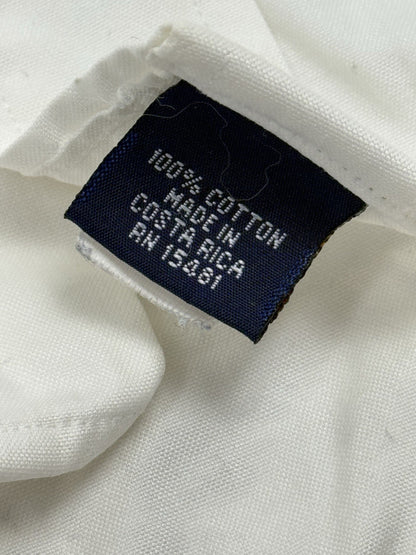 100% COTTON
MADE IN
COSTA RICA
RN 15481